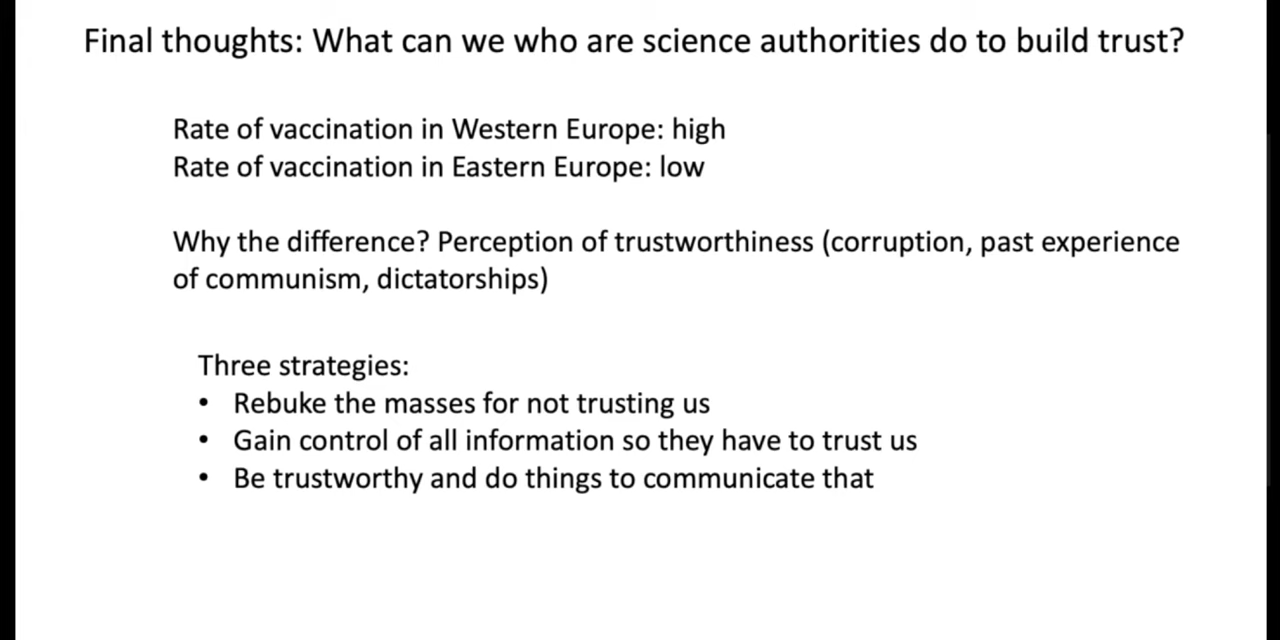 Final thoughts: What can we who are science authorities do to build trust?
Rate of vaccination in Western Europe: high
Rate of vaccination in Eastern Europe: low
Why the difference? Perception of trustworthiness (corruption, past experience
of communism, dictatorships)
Three strategies:
• Rebuke the masses for not trusting us
• Gain control of all information so they have to trust us
• Be trustworthy and do things to communicate that